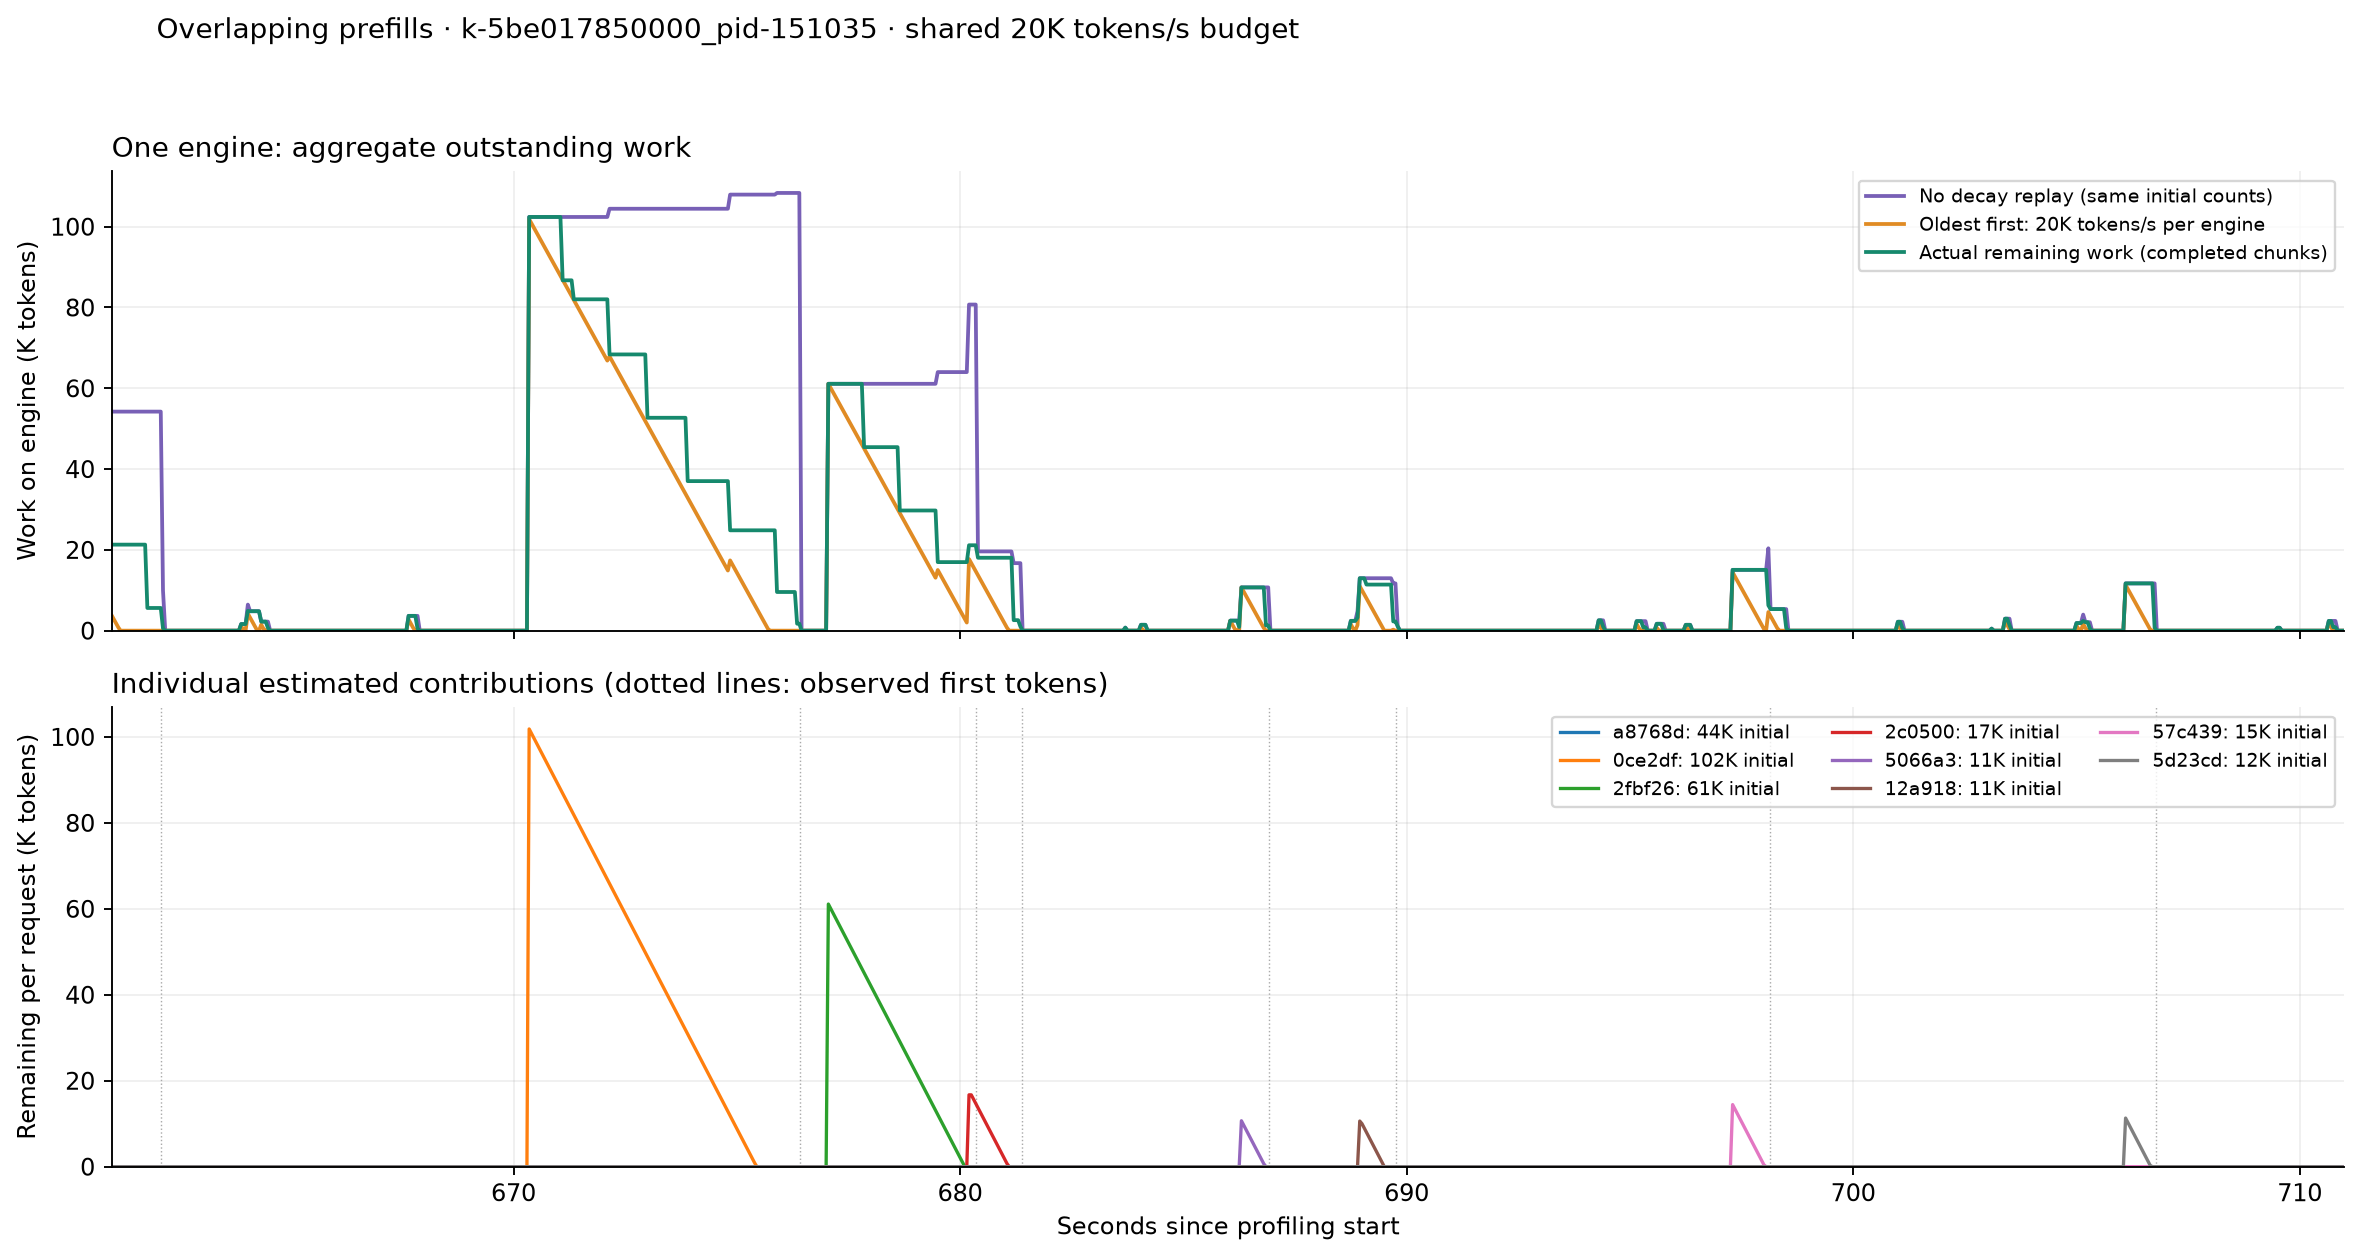 Overlapping prefills · k-5be017850000_pid-151035 · shared 20K tokens/s budget
One engine: aggregate outstanding work
Work on engine (K tokens)
100
80
60
40
20
0
No decay replay (same initial counts)
Oldest first: 20K tokens/s per engine
Actual remaining work (completed chunks)
Individual estimated contributions (dotted lines: observed first tokens)
Remaining per request (K tokens)
100
80
60
40
20
0
a8768d: 44K initial
0ce2df: 102K initial
2fbf26: 61K initial
2c0500: 17K initial
5066a3: 11K initial
12a918: 11K initial
57c439: 15K initial
5d23cd: 12K initial
670
680
690
700
710
Seconds since profiling start